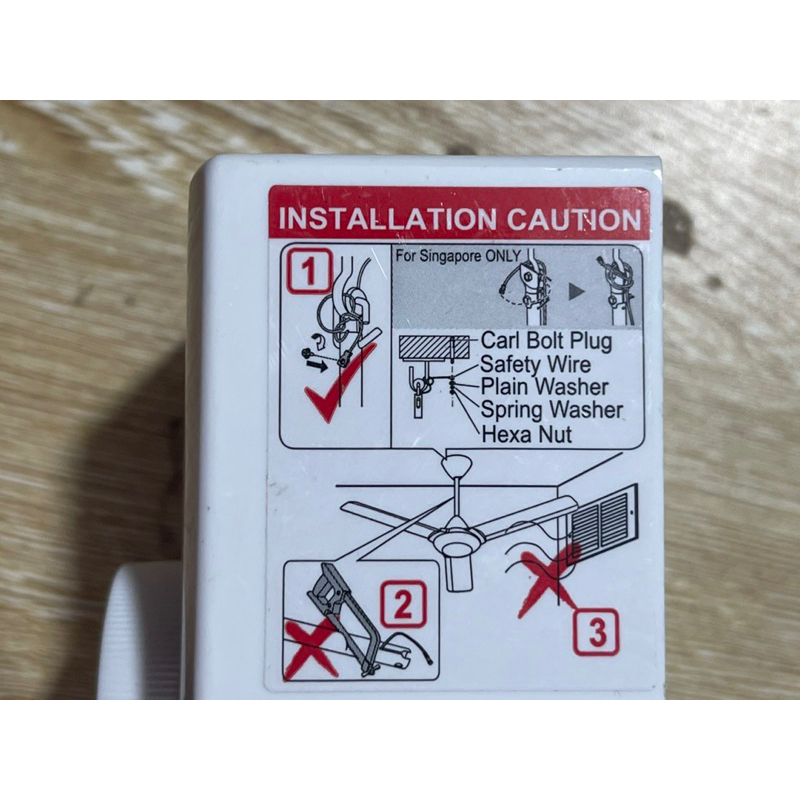 INSTALLATION CAUTION
1
For Singapore ONLY
Carl Bolt Plug
Safety Wire
Plain Washer
Spring Washer
Hexa Nut
2
3